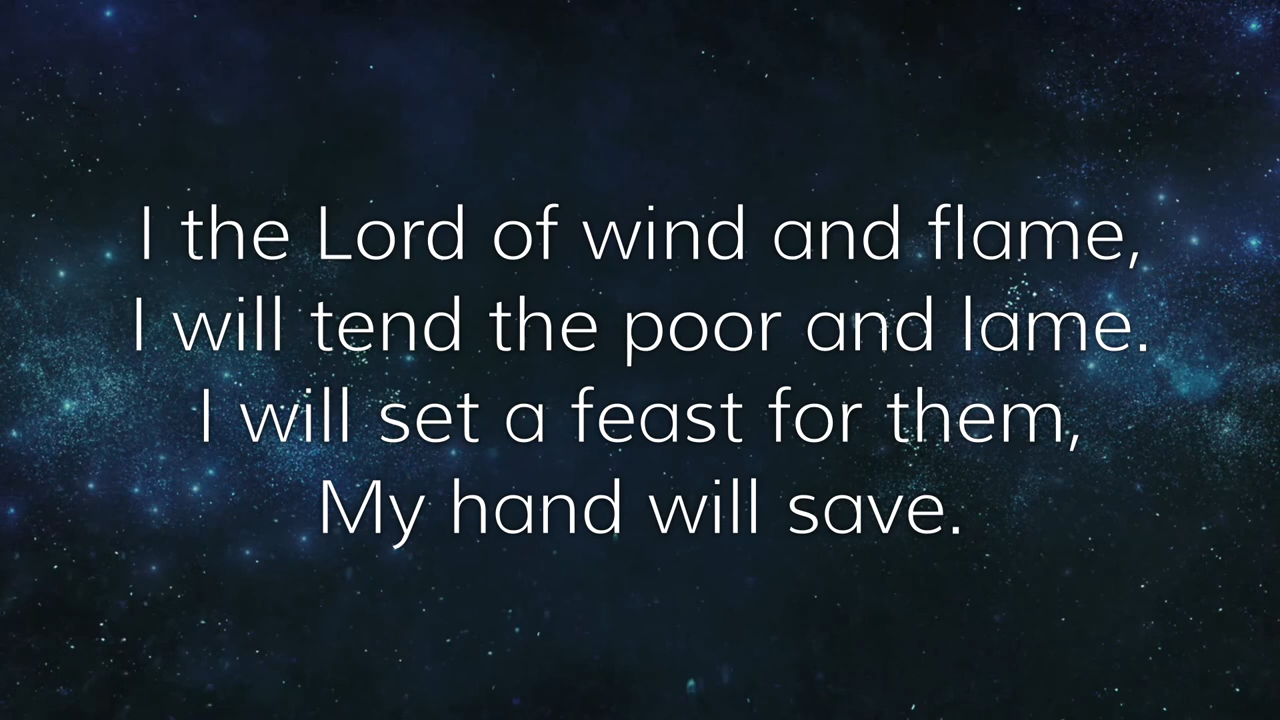 I the Lord of wind and flame,
I will tend the poor and lame.
I will set a feast for them,
My hand will save.